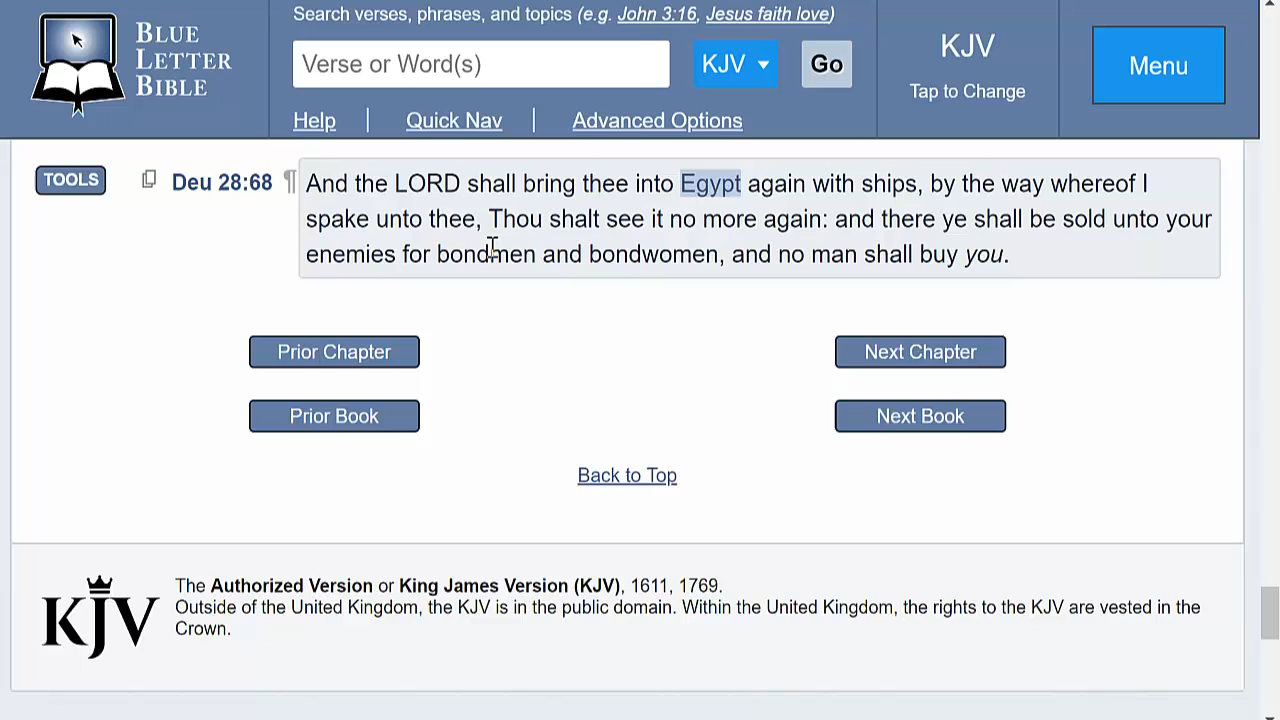 Search verses, phrases, and topics (e.g. John 3:16, Jesus faith love)
BLUE
LETTER
BIBLE
Verse or Word(s)
KJV
Go
KJV
Tap to Change
Menu
Help
Quick Nav
Advanced Options
TOOLS
Deu 28:68
¶ And the LORD shall bring thee into Egypt again with ships, by the way whereof I
spake unto thee, Thou shalt see it no more again: and there ye shall be sold unto your
enemies for bondmen and bondwomen, and no man shall buy you.
Prior Chapter
Next Chapter
Prior Book
Next Book
Back to Top
KJV
The Authorized Version or King James Version (KJV), 1611, 1769.
Outside of the United Kingdom, the KJV is in the public domain. Within the United Kingdom, the rights to the KJV are vested in the
Crown.